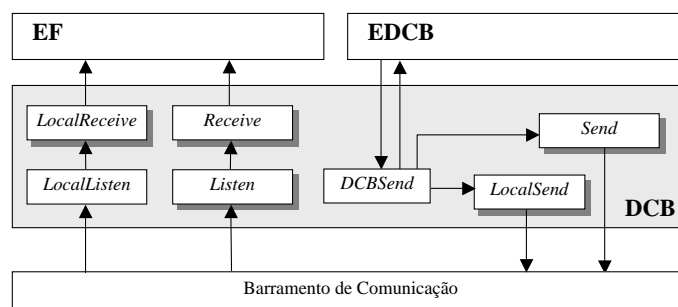 EF
EDCB
LocalReceive
Receive
Send
LocalListen
Listen
DCBSend
LocalSend
DCB
Barramento de Comunicação